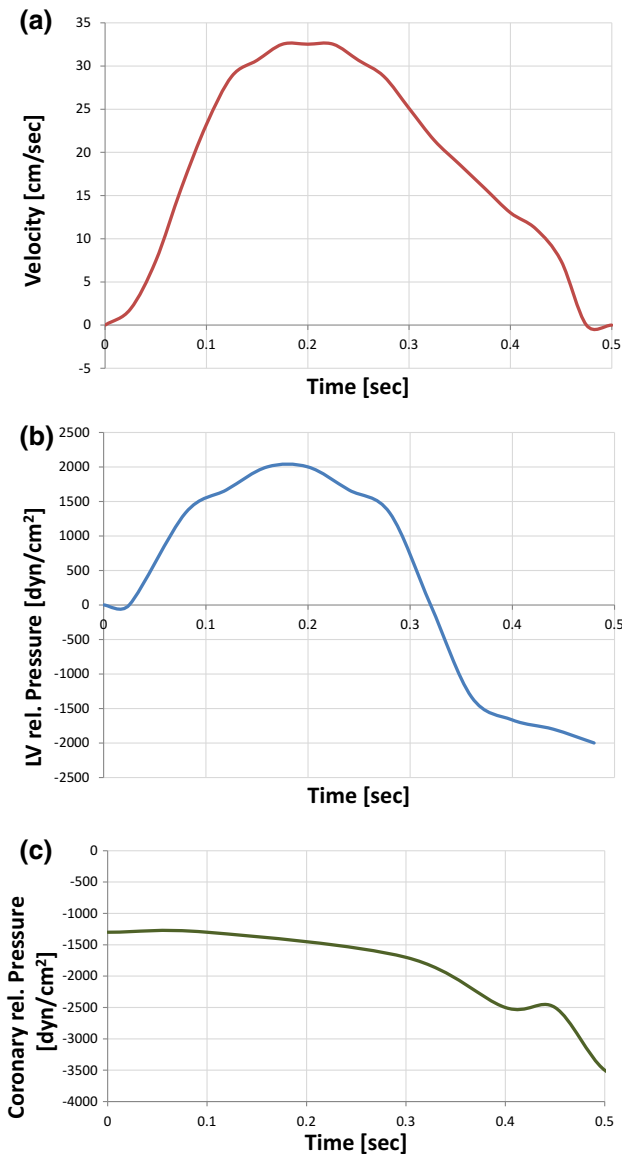 (a)
35
30
25
20
15
10
5
0
-5
Velocity [cm/sec]
0 0.1 0.2 0.3 0.4 0.5
Time [sec]
(b)
2500
2000
1500
1000
500
0
-500
-1000
-1500
-2000
-2500
LV rel. Pressure [dyn/cm²]
0 0.1 0.2 0.3 0.4 0.5
Time [sec]
(c)
0
-500
-1000
-1500
-2000
-2500
-3000
-3500
-4000
Coronary rel. Pressure
[dyn/cm²]
0 0.1 0.2 0.3 0.4 0.5
Time [sec]